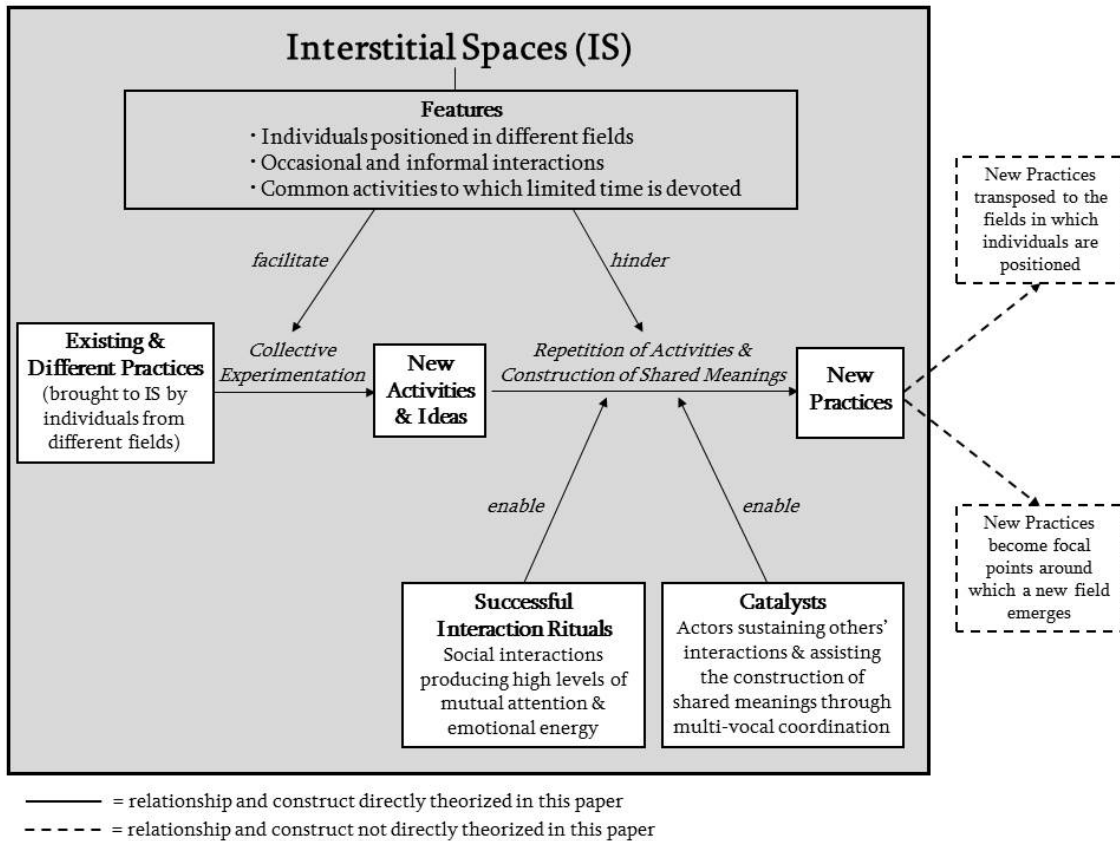 Interstitial Spaces (IS)
Features
· Individuals positioned in different fields
· Occasional and informal interactions
· Common activities to which limited time is devoted
facilitate
hinder
Existing &
Different Practices
(brought to IS by
individuals from
different fields)
Collective
Experimentation
New
Activities
& Ideas
Repetition of Activities &
Construction of Shared Meanings
New
Practices
New Practices
transposed to the
fields in which
individuals are
positioned
New Practices
become focal
points around
which a new field
emerges
enable
enable
Successful
Interaction Rituals
Social interactions
producing high levels of
mutual attention &
emotional energy
Catalysts
Actors sustaining others’
interactions & assisting
the construction of
shared meanings through
multi-vocal coordination
= relationship and construct directly theorized in this paper
= relationship and construct not directly theorized in this paper